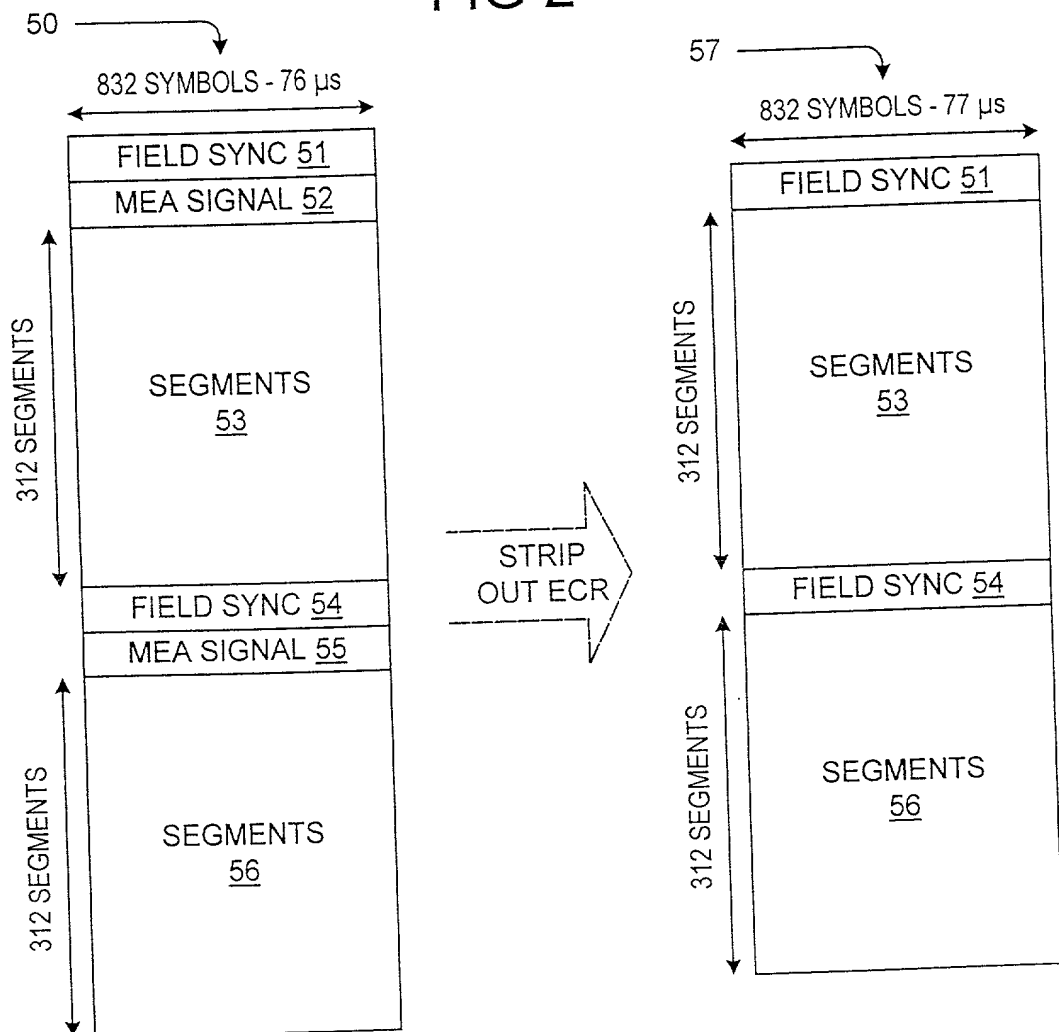 FIG 2
50
832 SYMBOLS - 76 µs
FIELD SYNC 51
MEA SIGNAL 52
312 SEGMENTS
SEGMENTS
53
FIELD SYNC 54
MEA SIGNAL 55
312 SEGMENTS
SEGMENTS
56
STRIP
OUT ECR
57
832 SYMBOLS - 77 µs
FIELD SYNC 51
312 SEGMENTS
SEGMENTS
53
FIELD SYNC 54
312 SEGMENTS
SEGMENTS
56